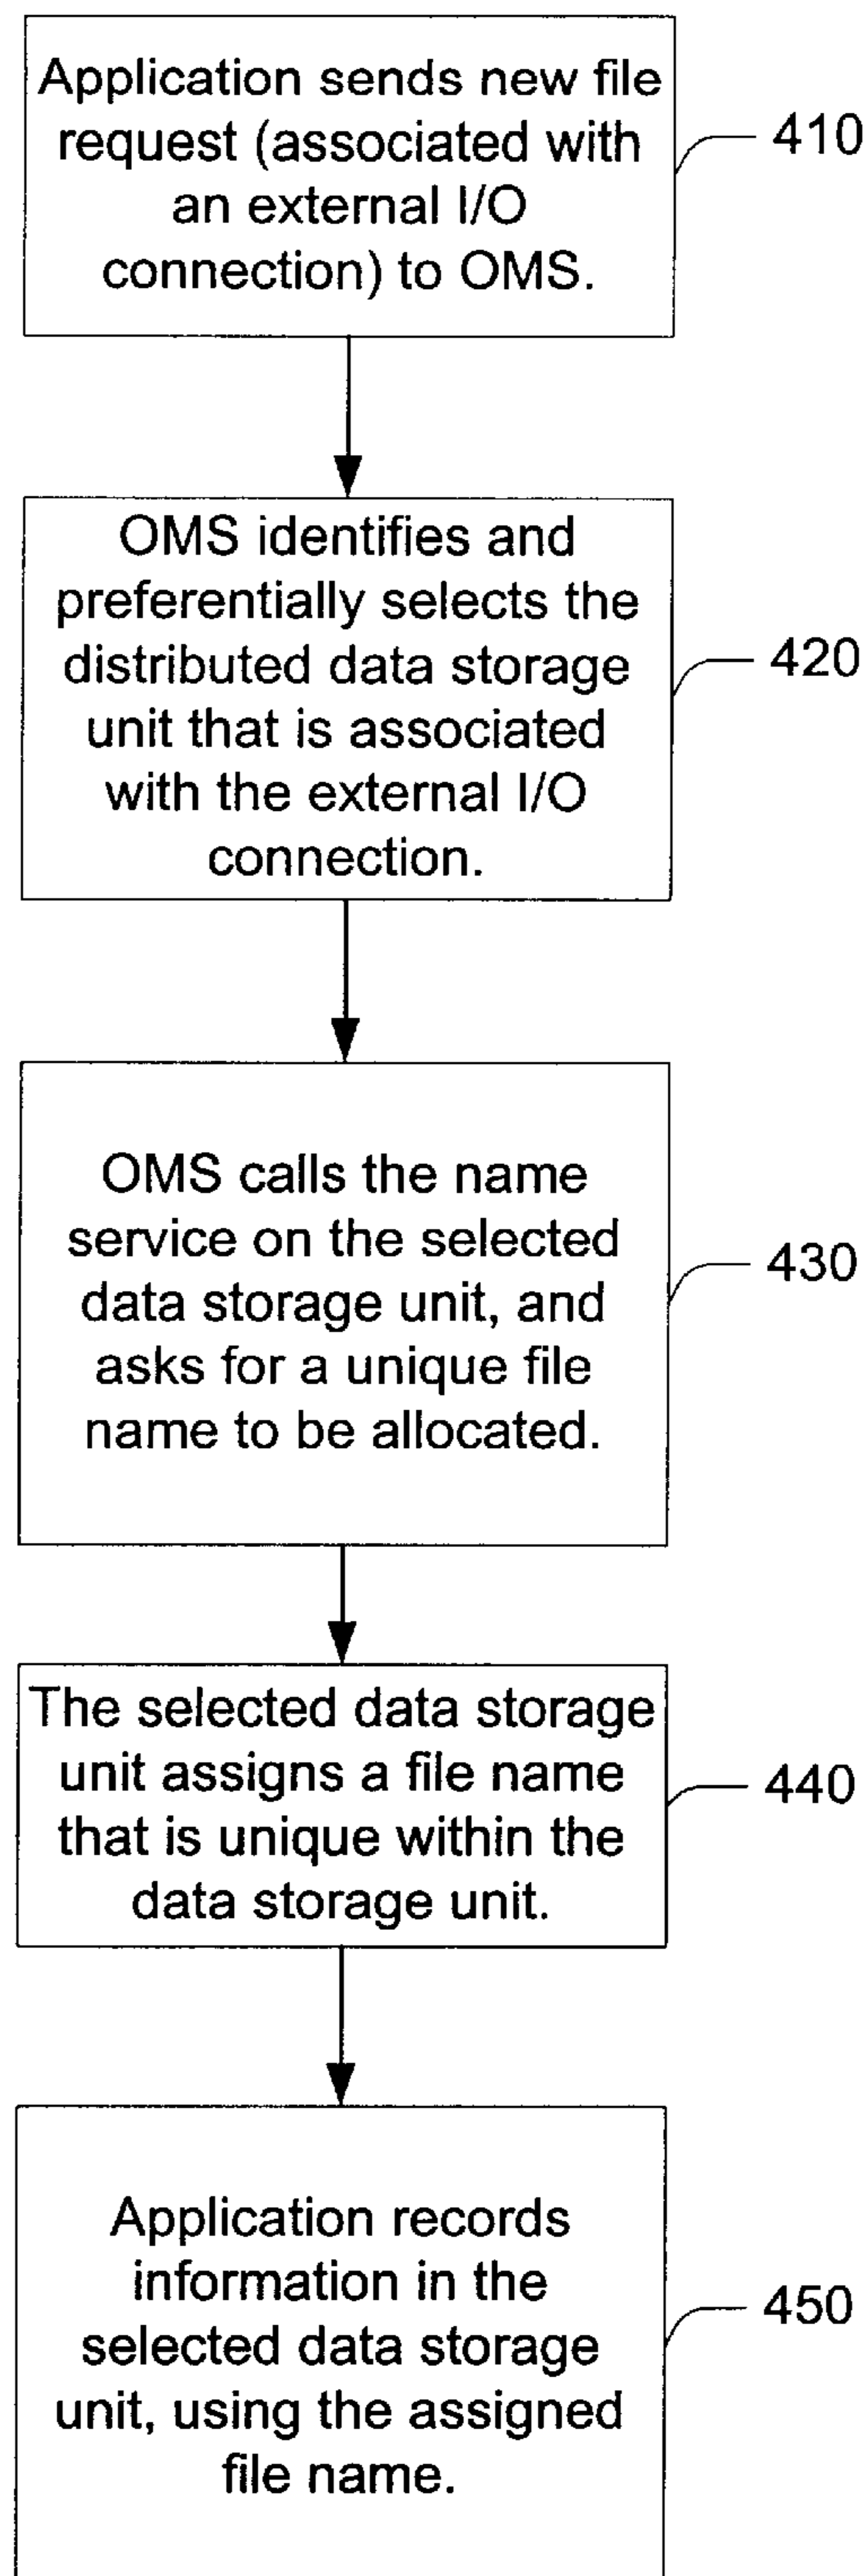 Application sends new file
request (associated with
an external I/O
connection) to OMS.
410
OMS identifies and
preferentially selects the
distributed data storage
unit that is associated
with the external I/O
connection.
420
OMS calls the name
service on the selected
data storage unit, and
asks for a unique file
name to be allocated.
430
The selected data storage
unit assigns a file name
that is unique within the
data storage unit.
440
Application records
information in the
selected data storage
unit, using the assigned
file name.
450